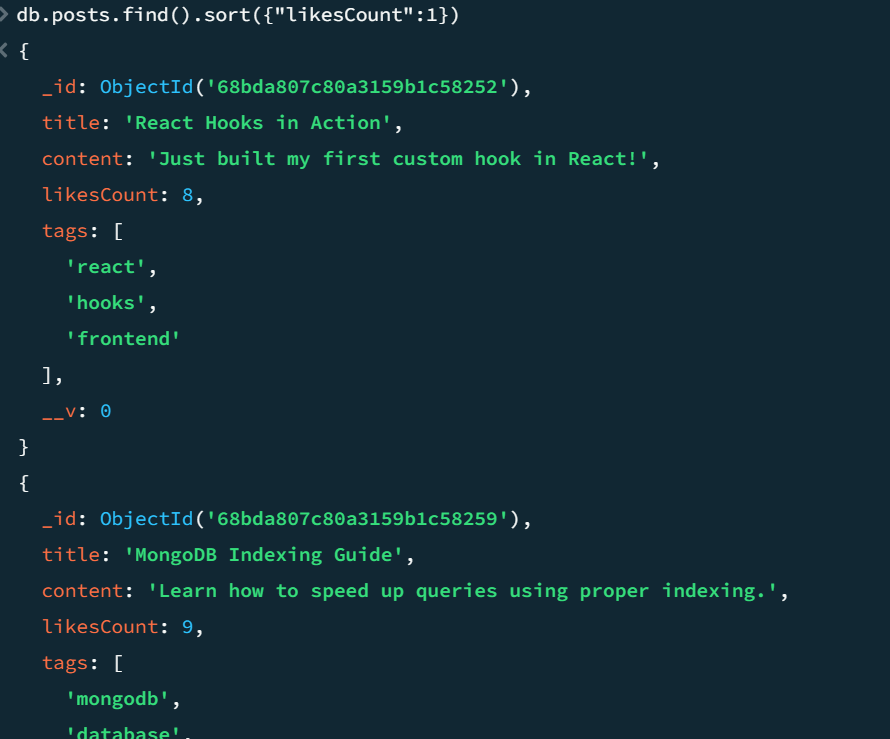 db.posts.find().sort({"likesCount":1})
{
_id: ObjectId('68bda807c80a3159b1c58252'),
title: 'React Hooks in Action',
content: 'Just built my first custom hook in React!',
likesCount: 8,
tags: [
'react',
'hooks',
'frontend'
],
__v: 0
}
{
_id: ObjectId('68bda807c80a3159b1c58259'),
title: 'MongoDB Indexing Guide',
content: 'Learn how to speed up queries using proper indexing.',
likesCount: 9,
tags: [
'mongodb',
'database',